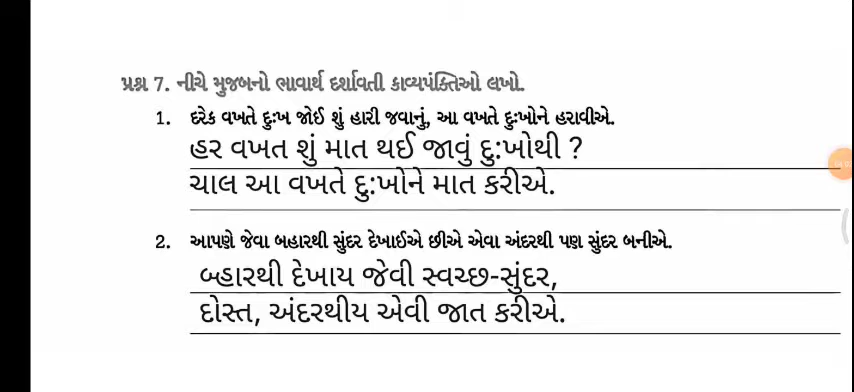 પ્રશ્ન 7. નીચે મુજબનો ભાવાર્થ દર્શાવતી કાવ્યપંક્તિઓ લખો.
1. દરેક વખતે દુઃખ જોઈ શું હારી જવાનું, આ વખતે દુઃખોને હરાવીએ.
હર વખત શું માત થઈ જાવું દુ:ખોથી ?
ચાલ આ વખતે દુ:ખોને માત કરીએ.
2. આપણે જેવા બહારથી સુંદર દેખાઈએ છીએ એવા અંદરથી પણ સુંદર બનીએ.
બ્હારથી દેખાય જેવી સ્વચ્છ-સુંદર,
દોસ્ત, અંદરથીય એવી જાત કરીએ.